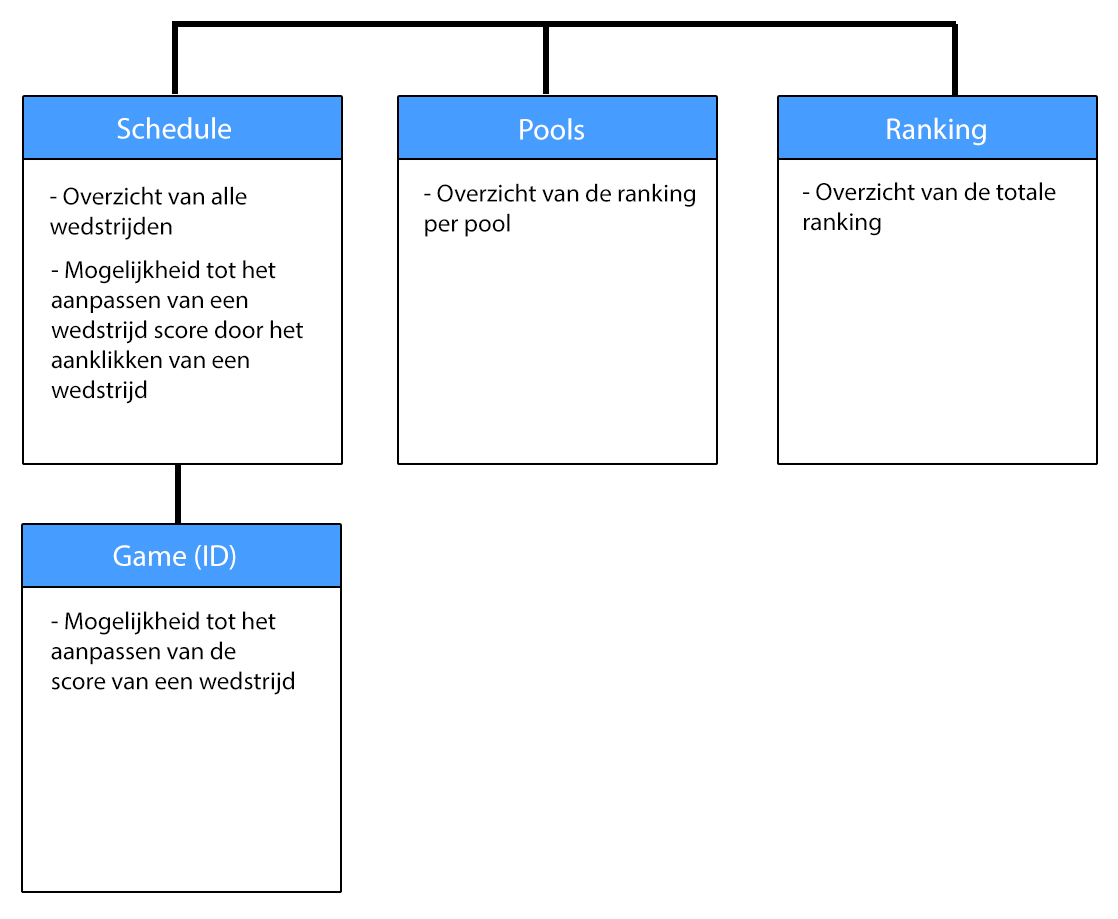 Schedule
- Overzicht van alle
wedstrijden
- Mogelijkheid tot het
aanpassen van een
wedstrijd score door het
aanklikken van een
wedstrijd
Pools
- Overzicht van de ranking
per pool
Ranking
- Overzicht van de totale
ranking
Game (ID)
- Mogelijkheid tot het
aanpassen van de
score van een wedstrijd